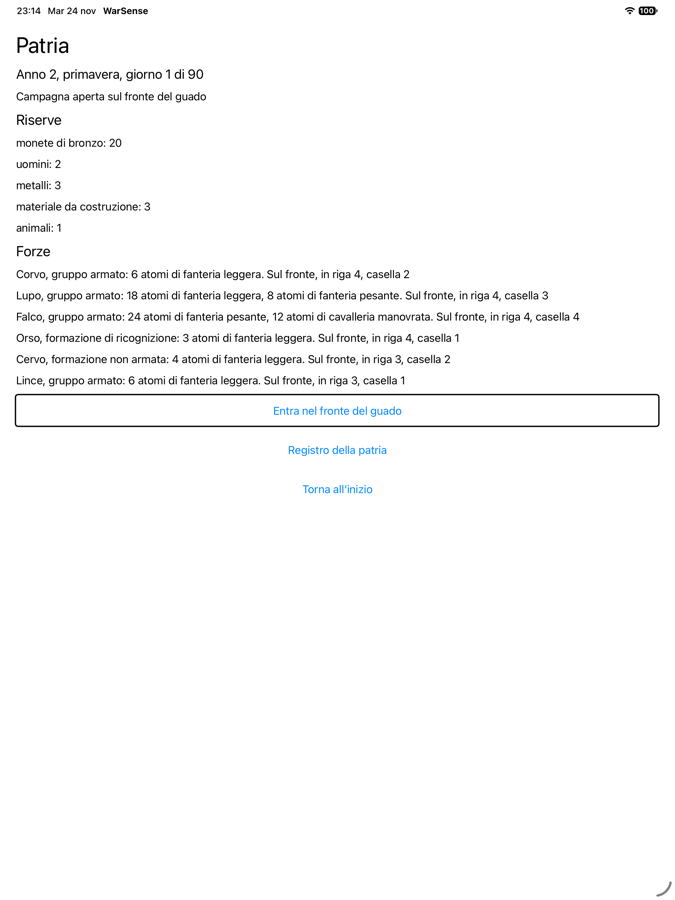 23:14 Mar 24 nov WarSense 100
Patria
Anno 2, primavera, giorno 1 di 90
Campagna aperta sul fronte del guado
Riserve
monete di bronzo: 20
uomini: 2
metalli: 3
materiale da costruzione: 3
animali: 1
Forze
Corvo, gruppo armato: 6 atomi di fanteria leggera. Sul fronte, in riga 4, casella 2
Lupo, gruppo armato: 18 atomi di fanteria leggera, 8 atomi di fanteria pesante. Sul fronte, in riga 4, casella 3
Falco, gruppo armato: 24 atomi di fanteria pesante, 12 atomi di cavalleria manovrata. Sul fronte, in riga 4, casella 4
Orso, formazione di ricognizione: 3 atomi di fanteria leggera. Sul fronte, in riga 4, casella 1
Cervo, formazione non armata: 4 atomi di fanteria leggera. Sul fronte, in riga 3, casella 2
Lince, gruppo armato: 6 atomi di fanteria leggera. Sul fronte, in riga 3, casella 1
Entra nel fronte del guado
Registro della patria
Torna all'inizio